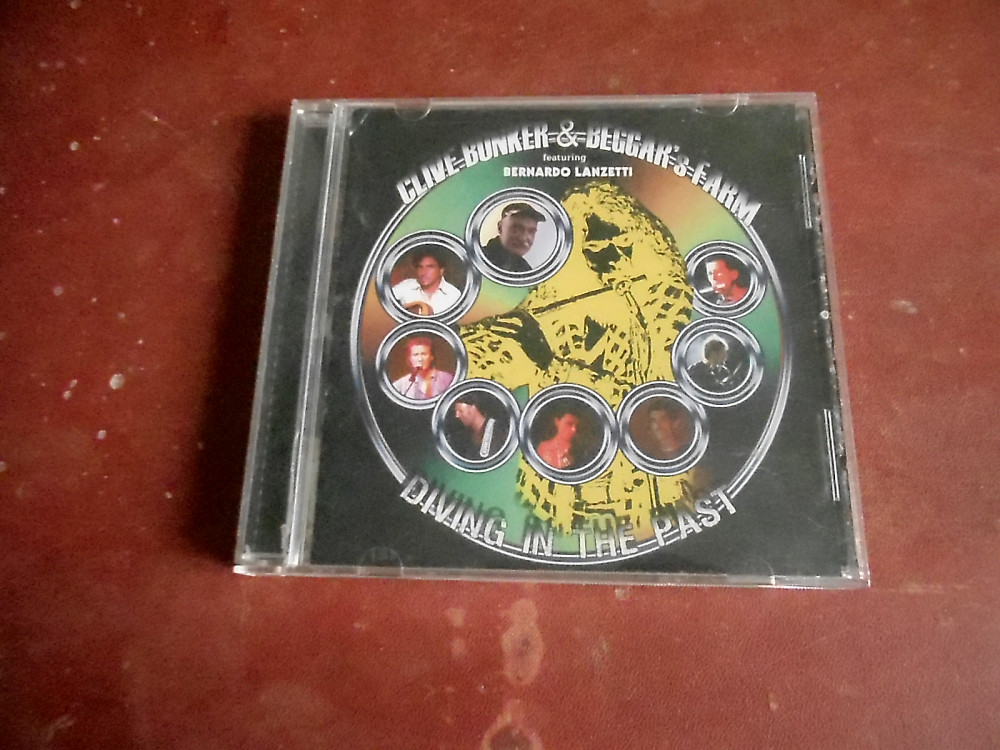 CLIVE BUNKER & BEGGAR'S FARM
featuring
BERNARDO LANZETTI
DIVING IN THE PAST